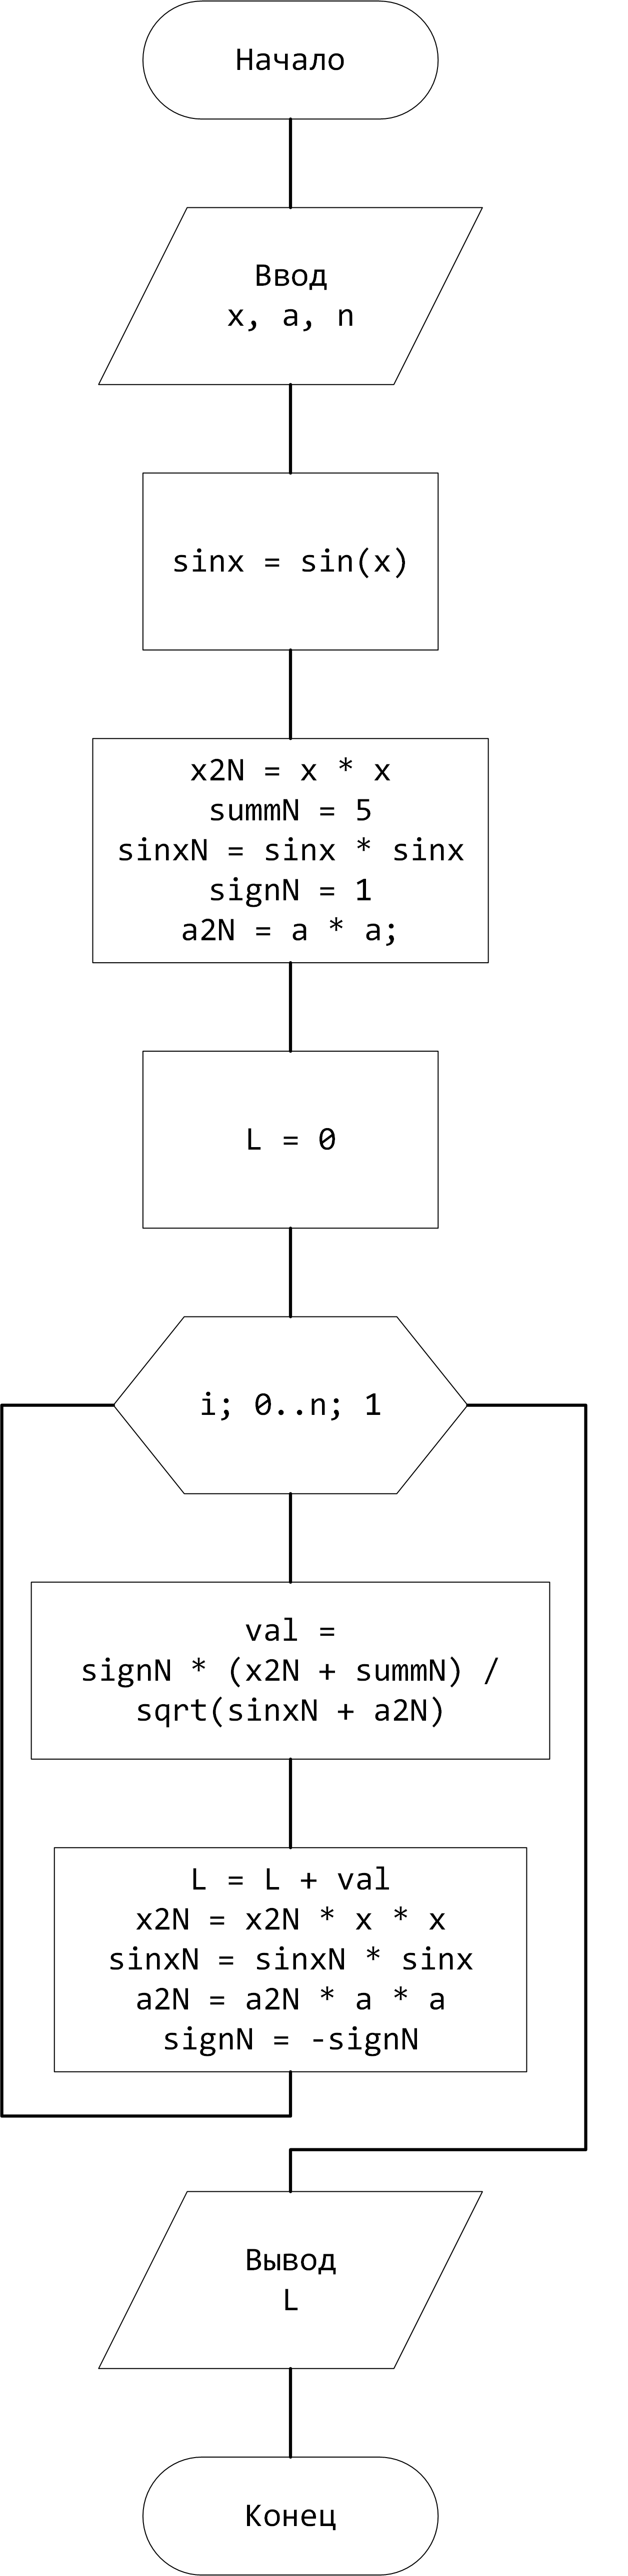 Начало
Ввод
x, a, n
sinx = sin(x)
x2N = x * x
summN = 5
sinxN = sinx * sinx
signN = 1
a2N = a * a;
L = 0
i; 0..n; 1
val =
signN * (x2N + summN) /
sqrt(sinxN + a2N)
L = L + val
x2N = x2N * x * x
sinxN = sinxN * sinx
a2N = a2N * a * a
signN = -signN
Вывод
L
Конец